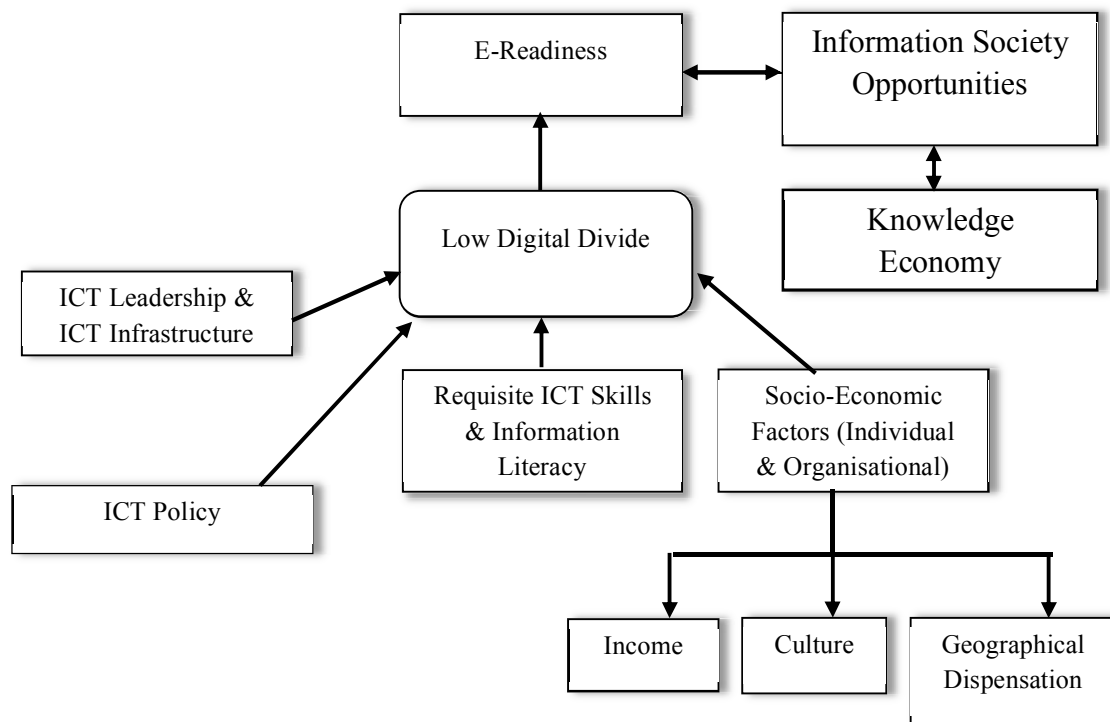 E-Readiness
Information Society
Opportunities
Low Digital Divide
Knowledge
Economy
ICT Leadership &
ICT Infrastructure
Requisite ICT Skills
& Information
Literacy
Socio-Economic
Factors (Individual
& Organisational)
ICT Policy
Income
Culture
Geographical
Dispensation